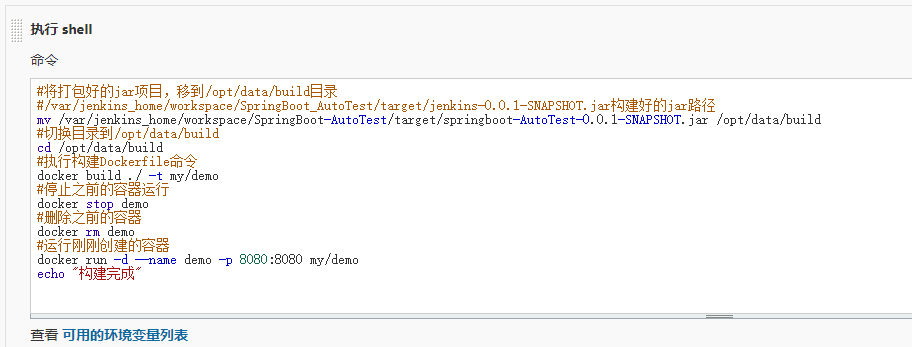 执行 shell
命令
#将打包好的jar项目，移到/opt/data/build目录
#/var/jenkins_home/workspace/SpringBoot_AutoTest/target/jenkins-0.0.1-SNAPSHOT.jar构建好的jar路径
mv /var/jenkins_home/workspace/SpringBoot-AutoTest/target/springboot-AutoTest-0.0.1-SNAPSHOT.jar /opt/data/build
#切换目录到/opt/data/build
cd /opt/data/build
#执行构建Dockerfile命令
docker build ./ -t my/demo
#停止之前的容器运行
docker stop demo
#删除之前的容器
docker rm demo
#运行刚刚创建的容器
docker run -d --name demo -p 8080:8080 my/demo
echo "构建完成"
查看 可用的环境变量列表